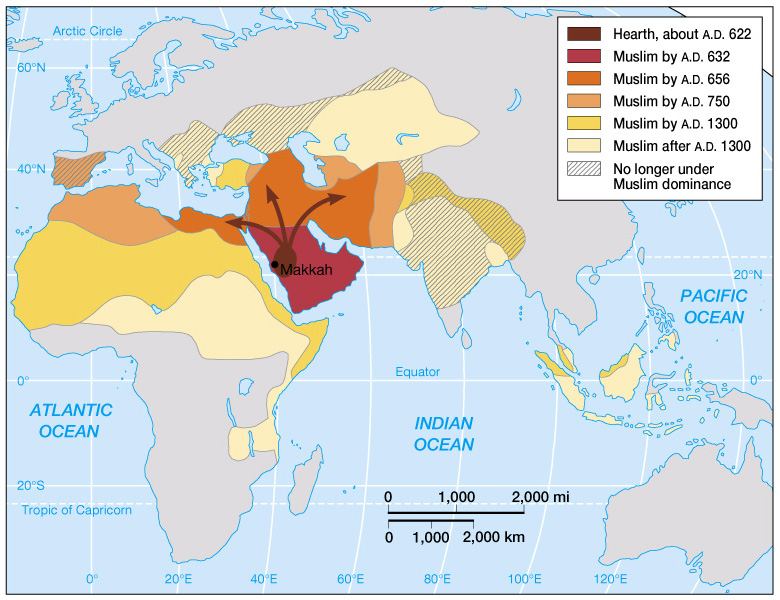 Arctic Circle
60°N
40°N
Hearth, about A.D. 622
Muslim by A.D. 632
Muslim by A.D. 656
Muslim by A.D. 750
Muslim by A.D. 1300
Muslim after A.D. 1300
No longer under
Muslim dominance
Makkah
20°N
PACIFIC
OCEAN
Equator
0°
0°
ATLANTIC
OCEAN
INDIAN
OCEAN
20°S
Tropic of Capricorn
0 1,000 2,000 mi
0 1,000 2,000 km
0° 20°E 40°E 60°E 80°E 100°E 120°E